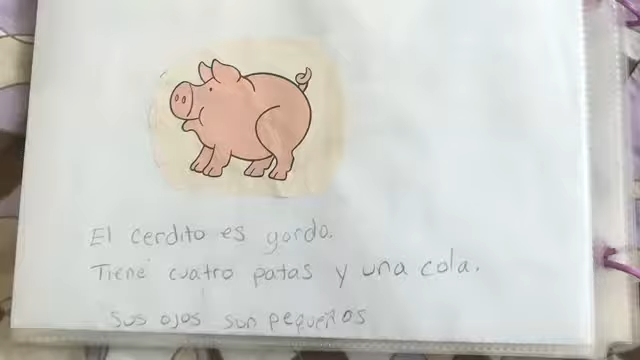 El cerdito es gordo.
Tiene cuatro patas y una cola.
Sus ojos son pequeños